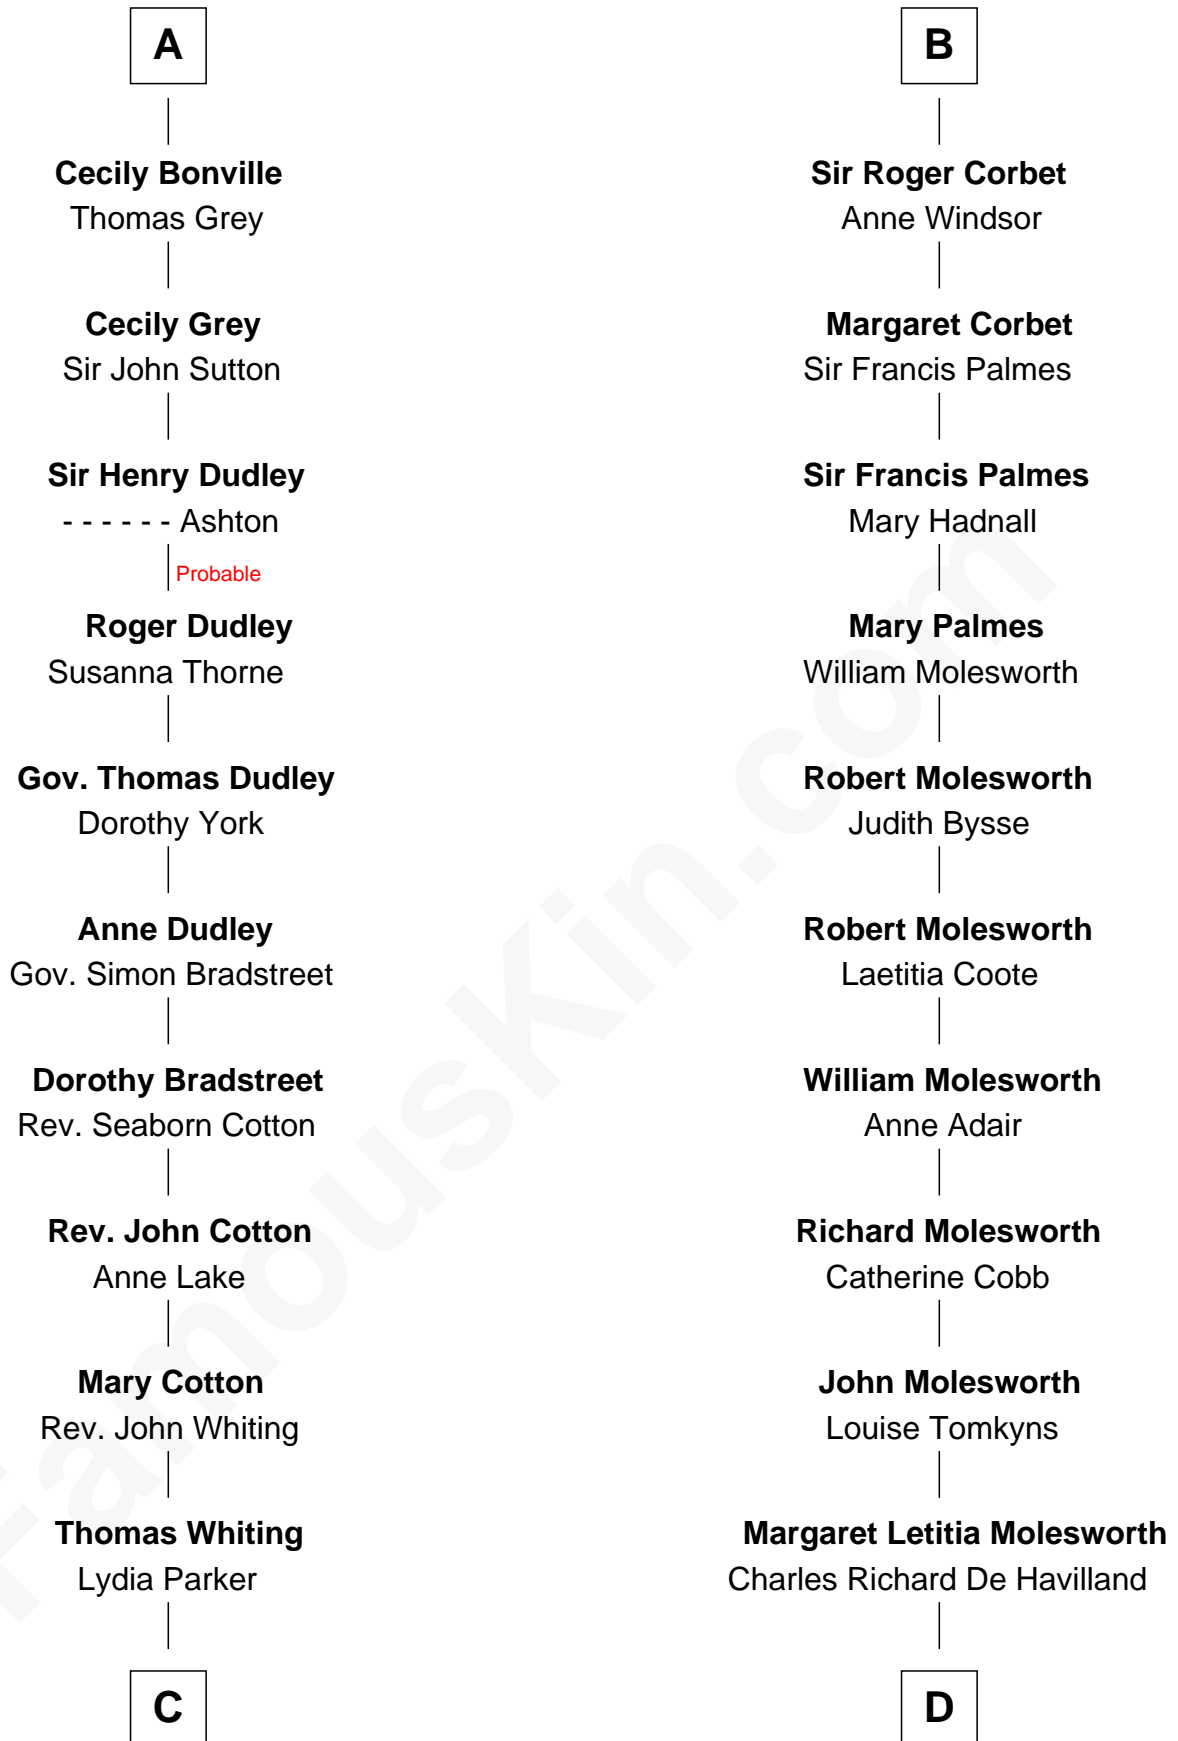 A
Cecily Bonville
Thomas Grey
Cecily Grey
Sir John Sutton
Sir Henry Dudley
- - - - - - Ashton
Probable
Roger Dudley
Susanna Thorne
Gov. Thomas Dudley
Dorothy York
Anne Dudley
Gov. Simon Bradstreet
Dorothy Bradstreet
Rev. Seaborn Cotton
Rev. John Cotton
Anne Lake
Mary Cotton
Rev. John Whiting
Thomas Whiting
Lydia Parker
C
B
Sir Roger Corbet
Anne Windsor
Margaret Corbet
Sir Francis Palmes
Sir Francis Palmes
Mary Hadnall
Mary Palmes
William Molesworth
Robert Molesworth
Judith Bysse
Robert Molesworth
Laetitia Coote
William Molesworth
Anne Adair
Richard Molesworth
Catherine Cobb
John Molesworth
Louise Tomkyns
Margaret Letitia Molesworth
Charles Richard De Havilland
D
FamousKin.com